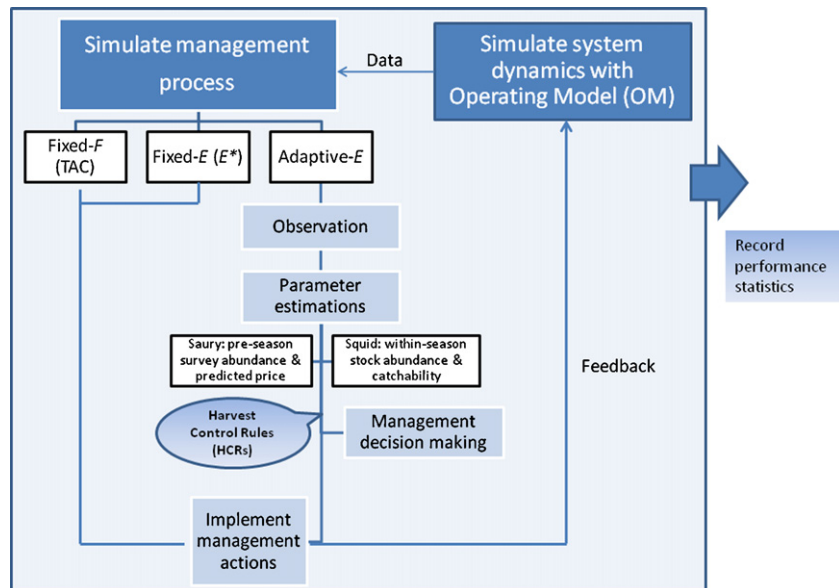 Simulate management
process
Data
Simulate system
dynamics with
Operating Model (OM)
Fixed-F
(TAC)
Fixed-E (E*)
Adaptive-E
Observation
Parameter
estimations
Saury: pre-season
survey abundance &
predicted price
Squid: within-season
stock abundance &
catchability
Harvest
Control Rules
(HCRs)
Management
decision making
Implement
management
actions
Feedback
Record
performance
statistics